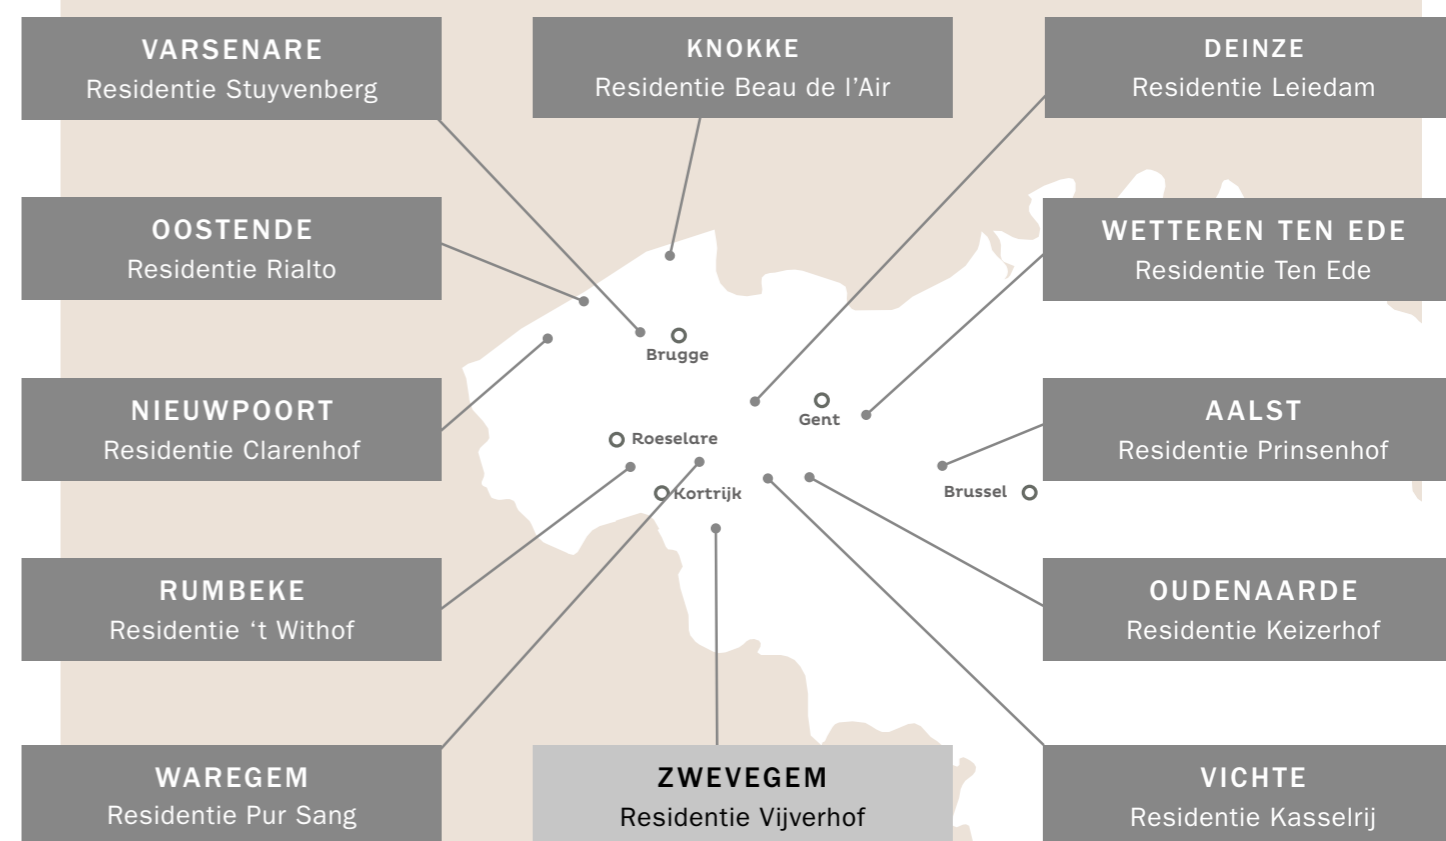 VARSENARE
Residentie Stuyvenberg
KNOKKE
Residentie Beau de l’Air
DEINZE
Residentie Leiedam
OOSTENDE
Residentie Rialto
WETTEREN TEN EDE
Residentie Ten Ede
Brugge
NIEUWPOORT
Residentie Clarenhof
Gent
AALST
Residentie Prinsenhof
Roeselare
Kortrijk
Brussel
RUMBEKE
Residentie ‘t Withof
OUDENAARDE
Residentie Keizerhof
WAREGEM
Residentie Pur Sang
ZWEVEGEM
Residentie Vijverhof
VICHTE
Residentie Kasselrij